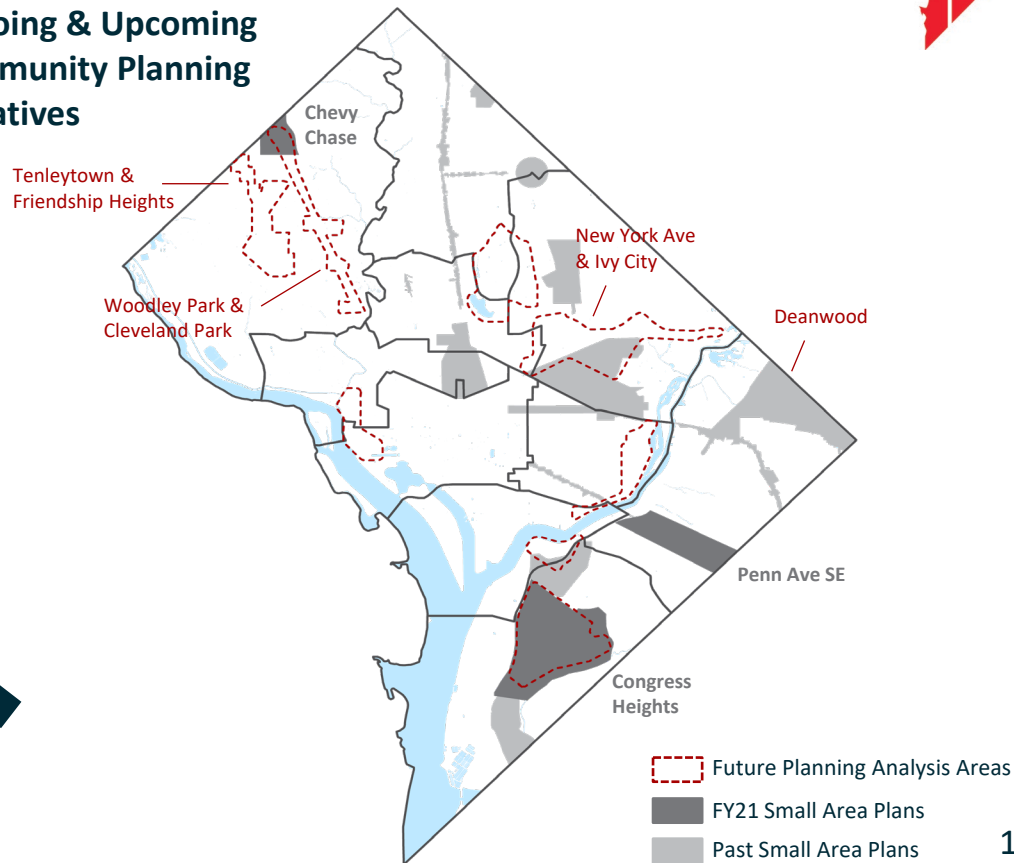 oing & Upcoming
munity Planning
atives
Chevy
Chase
Tenleytown &
Friendship Heights
New York Ave
& Ivy City
Woodley Park &
Cleveland Park
Deanwood
Penn Ave SE
Congress
Heights
Future Planning Analysis Areas
FY21 Small Area Plans
Past Small Area Plans
1